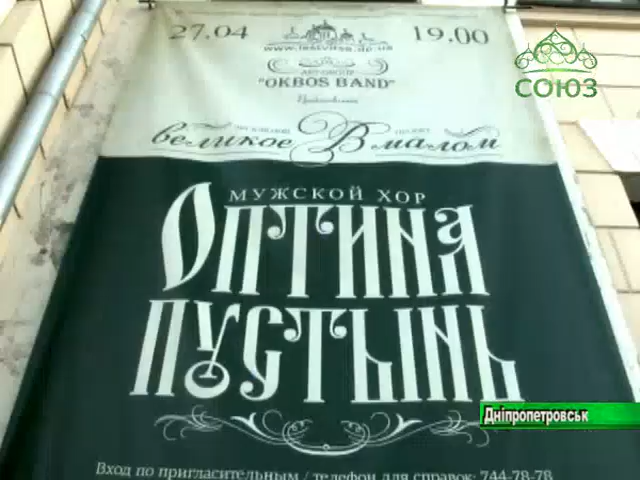 27.04
19.00
СОЮЗ
"OKBOS BAND"
великое В малом
МУЖСКОЙ ХОР
ОПТИНА
ПУСТЫНЬ
Дніпропетровськ
Вход по пригласительным / телефон для справок: 744-78-78